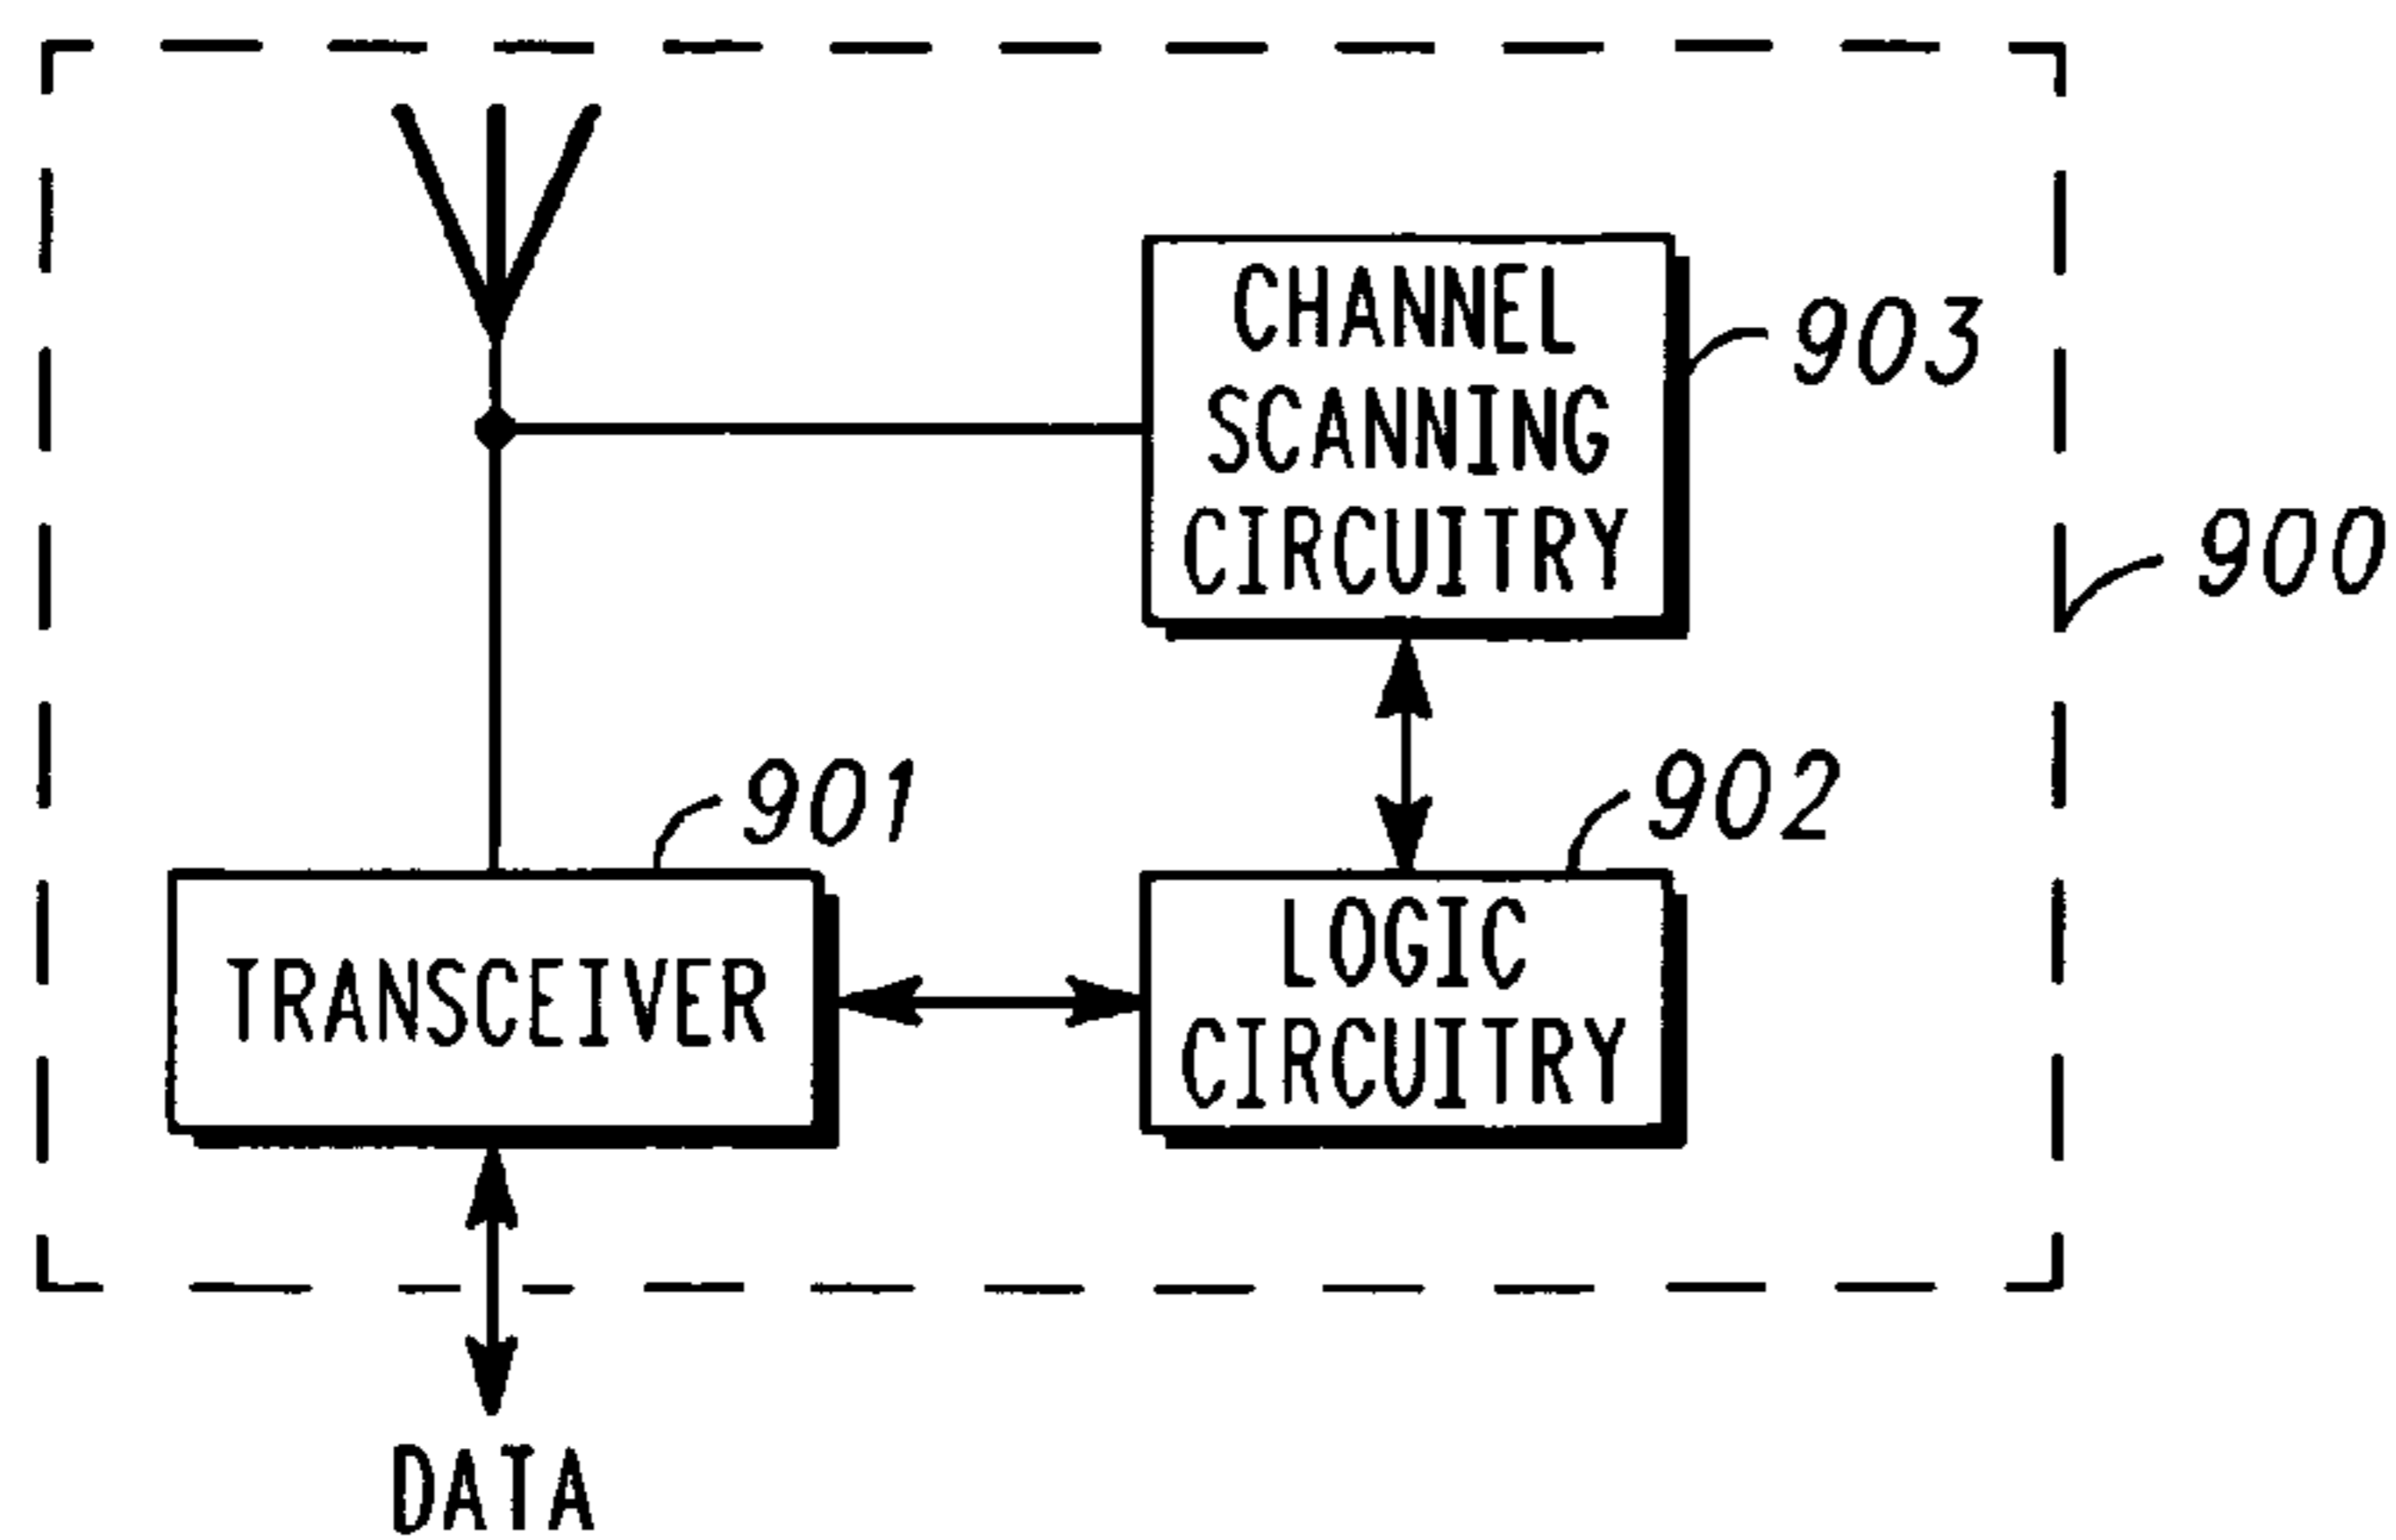 CHANNEL
SCANNING
CIRCUITRY
903
900
901
902
TRANSCEIVER
LOGIC
CIRCUITRY
DATA